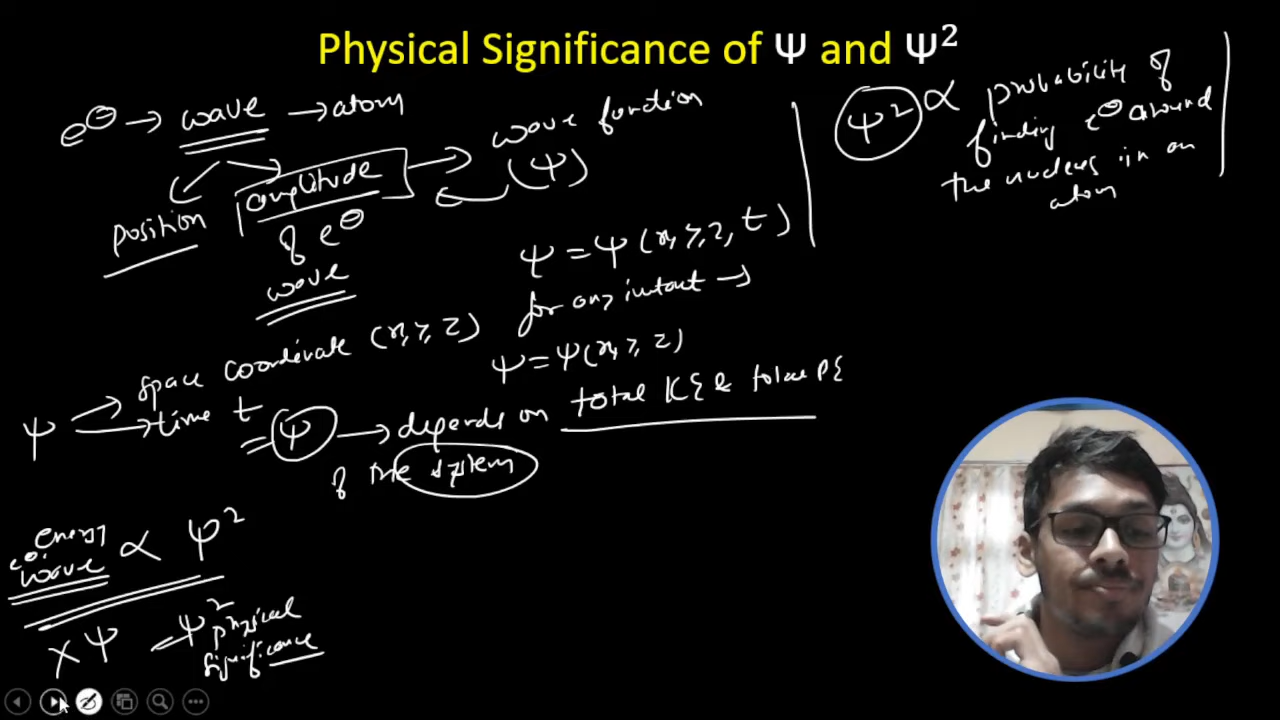 Physical Significance of Ψ and Ψ²
e⊖ → wave → atom
position
amplitude
of e⊖
wave
→ wave function
(Ψ)
Ψ = Ψ (x, y, z, t)
for any instant →
Ψ = Ψ(x, y, z)
Ψ → space coordinate (x, y, z)
→ time t
= Ψ → depends on total KE & total PE
of the system
energy
e⊖ wave ∝ Ψ²
x Ψ = Ψ² physical
significance
Ψ² ∝ probability of
finding e⊖ around
the nucleus in an
atom